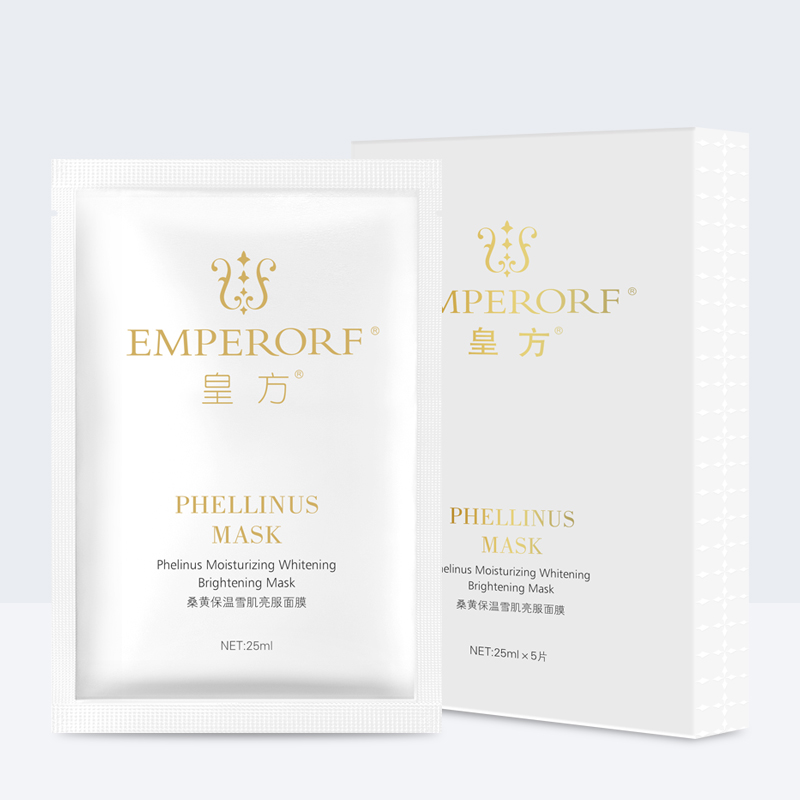 EMPERORF®
皇方®
PHELLINUS
MASK
Phelinus Moisturizing Whitening
Brightening Mask
桑黄保温雪肌亮服面膜
NET:25ml
MPERORF®
皇方®
PHELLINUS
MASK
helinus Moisturizing Whitening
Brightening Mask
桑黄保温雪肌亮服面膜
NET:25ml×5片